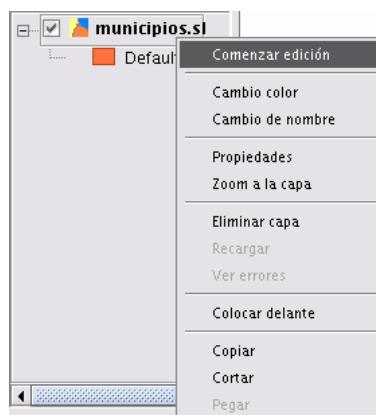 municipios.sl
Default
Comenzar edición
Cambio color
Cambio de nombre
Propiedades
Zoom a la capa
Eliminar capa
Recargar
Ver errores
Colocar delante
Copiar
Cortar
Pegar